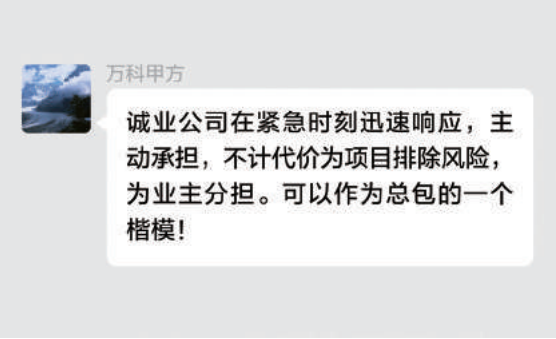 万科甲方
诚业公司在紧急时刻迅速响应，主
动承担，不计代价为项目排除风险，
为业主分担。可以作为总包的一个
楷模！